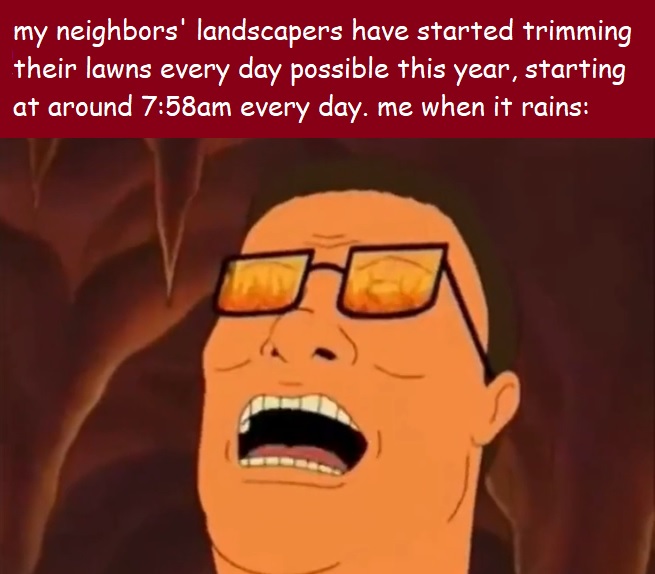 my neighbors' landscapers have started trimming
their lawns every day possible this year, starting
at around 7:58am every day. me when it rains: